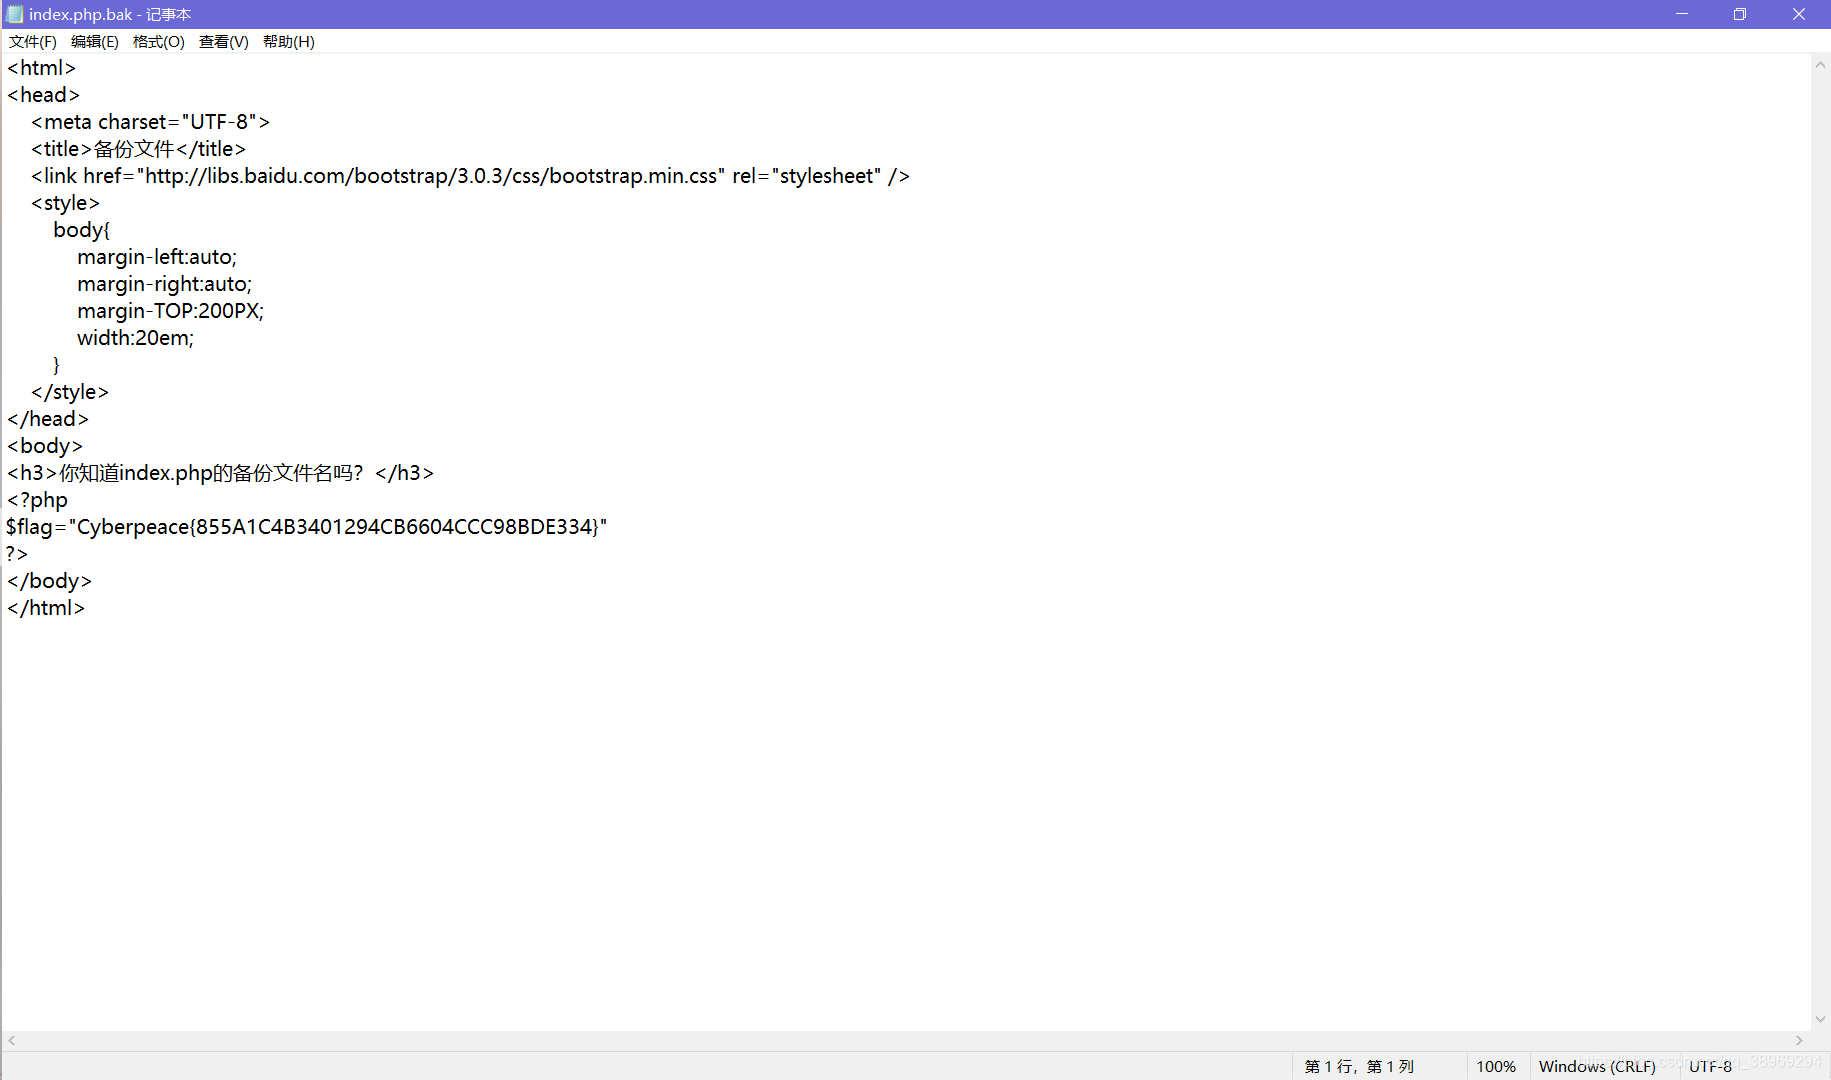 index.php.bak - 记事本
文件(F) 编辑(E) 格式(O) 查看(V) 帮助(H)
<html>
<head>
<meta charset="UTF-8">
<title>备份文件</title>
<link href="http://libs.baidu.com/bootstrap/3.0.3/css/bootstrap.min.css" rel="stylesheet" />
<style>
body{
margin-left:auto;
margin-right:auto;
margin-TOP:200PX;
width:20em;
}
</style>
</head>
<body>
<h3>你知道index.php的备份文件名吗？</h3>
<?php
$flag="Cyberpeace{855A1C4B3401294CB6604CCC98BDE334}"
?>
</body>
</html>
第 1 行，第 1 列 100% Windows (CRLF) UTF-8